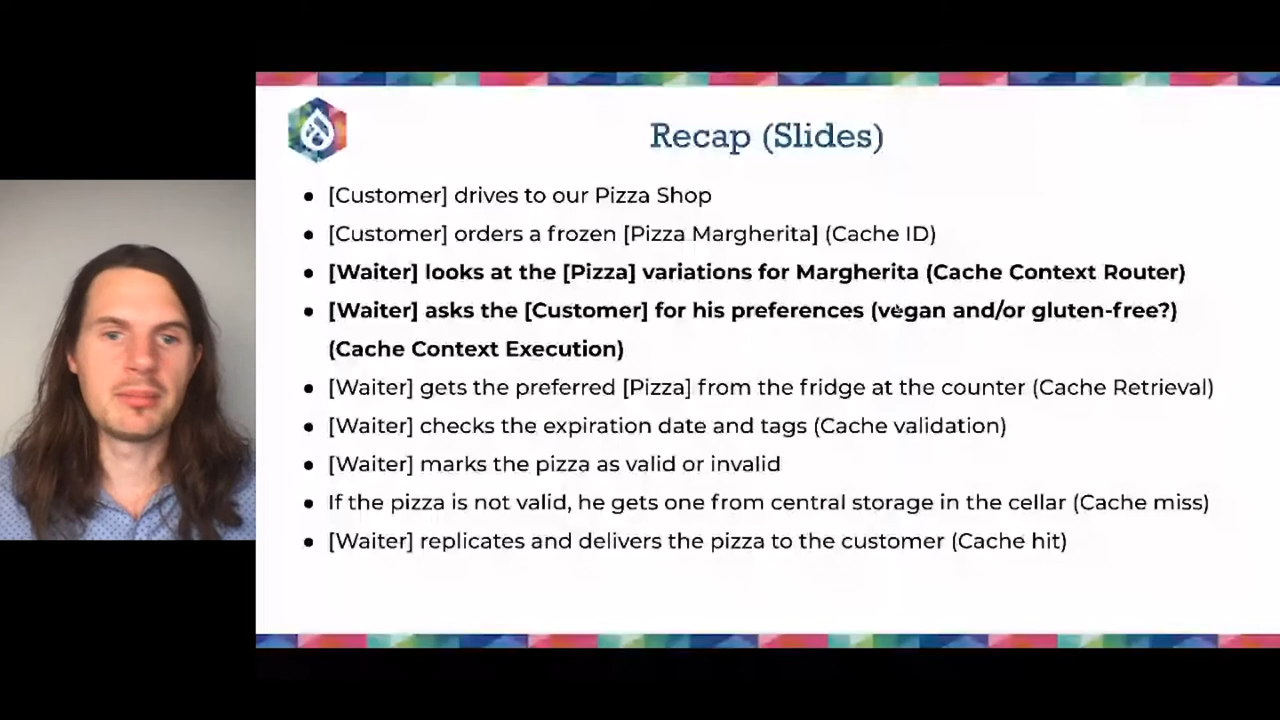 Recap (Slides)
● [Customer] drives to our Pizza Shop
● [Customer] orders a frozen [Pizza Margherita] (Cache ID)
● [Waiter] looks at the [Pizza] variations for Margherita (Cache Context Router)
● [Waiter] asks the [Customer] for his preferences (vegan and/or gluten-free?)
(Cache Context Execution)
● [Waiter] gets the preferred [Pizza] from the fridge at the counter (Cache Retrieval)
● [Waiter] checks the expiration date and tags (Cache validation)
● [Waiter] marks the pizza as valid or invalid
● If the pizza is not valid, he gets one from central storage in the cellar (Cache miss)
● [Waiter] replicates and delivers the pizza to the customer (Cache hit)